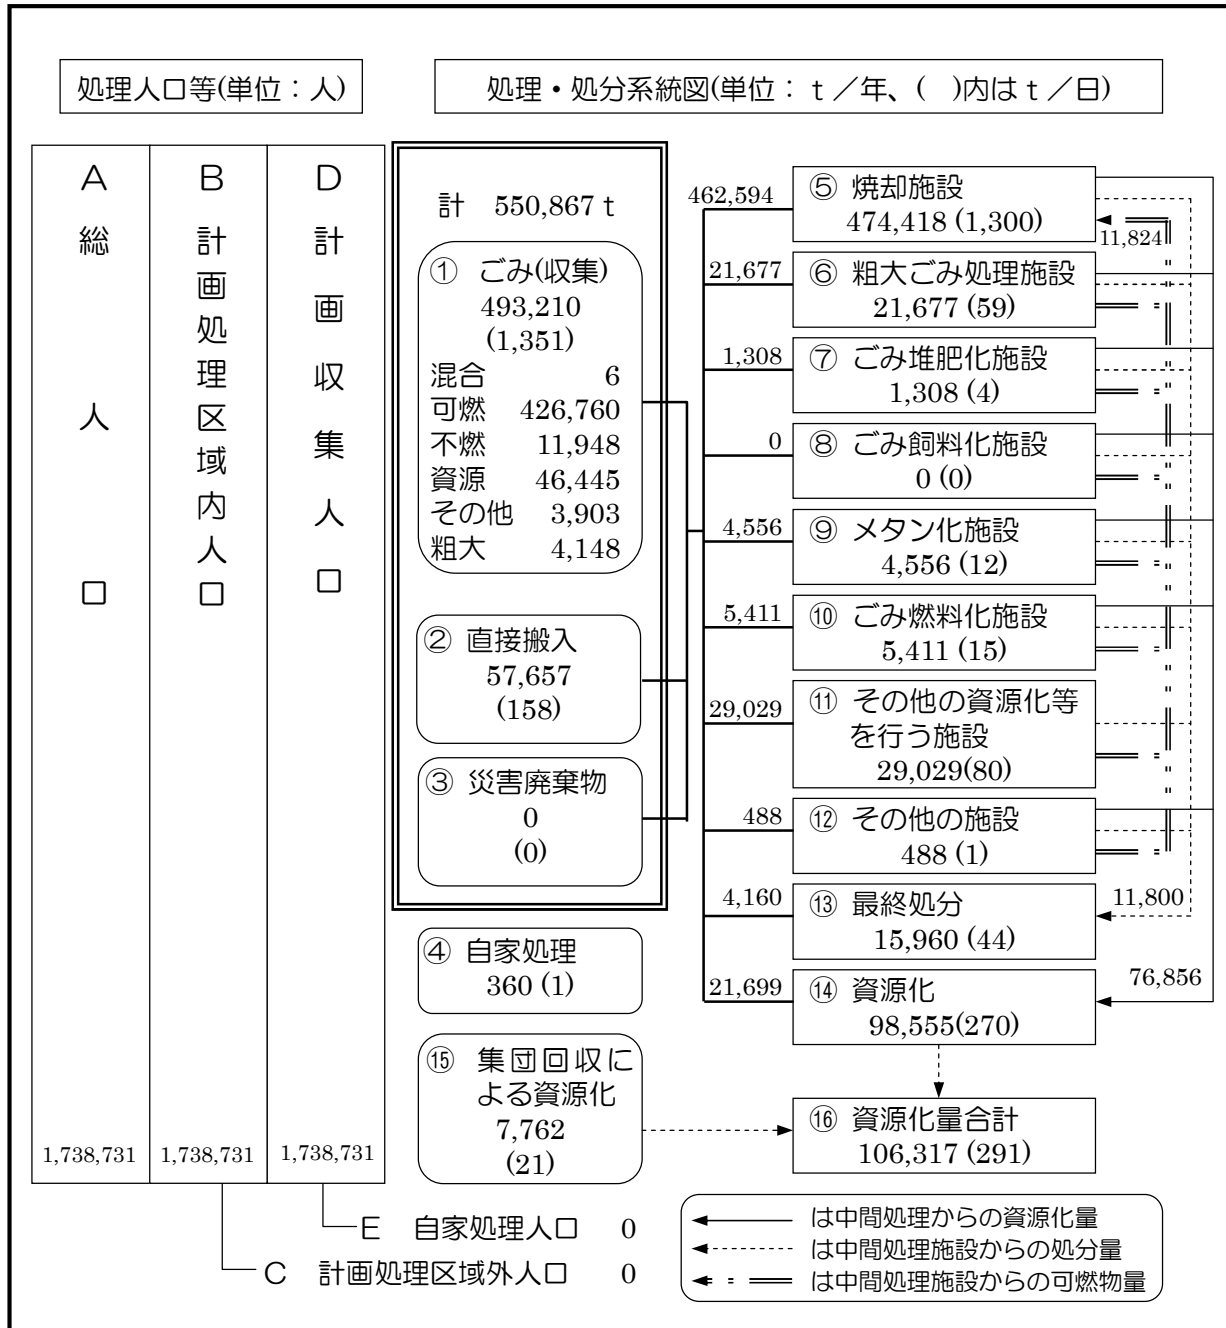 処理人口等(単位：人)
処理・処分系統図(単位：ｔ／年、(　)内はｔ／日)
A 総人口
1,738,731
B 計画処理区域内人口
1,738,731
D 計画収集人口
1,738,731
E 自家処理人口 0
C 計画処理区域外人口 0
計 550,867ｔ
① ごみ(収集)
493,210
(1,351)
混合 6
可燃 426,760
不燃 11,948
資源 46,445
その他 3,903
粗大 4,148
② 直接搬入
57,657
(158)
③ 災害廃棄物
0
(0)
④ 自家処理
360 (1)
⑮ 集団回収に
よる資源化
7,762
(21)
462,594
⑤ 焼却施設
474,418 (1,300)
11,824
21,677
⑥ 粗大ごみ処理施設
21,677 (59)
1,308
⑦ ごみ堆肥化施設
1,308 (4)
0
⑧ ごみ飼料化施設
0 (0)
4,556
⑨ メタン化施設
4,556 (12)
5,411
⑩ ごみ燃料化施設
5,411 (15)
29,029
⑪ その他の資源化等
を行う施設
29,029(80)
488
⑫ その他の施設
488 (1)
4,160
⑬ 最終処分
15,960 (44)
11,800
21,699
⑭ 資源化
98,555(270)
76,856
⑯ 資源化量合計
106,317 (291)
は中間処理からの資源化量
は中間処理施設からの処分量
は中間処理施設からの可燃物量